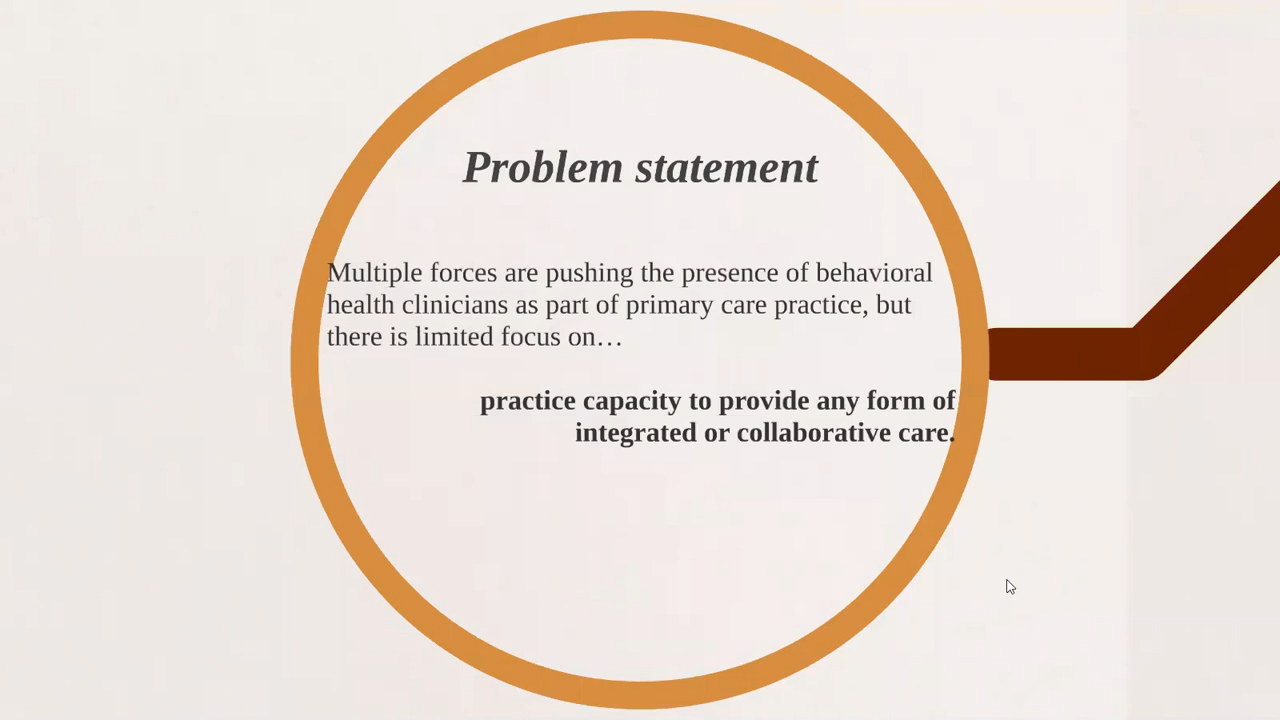 Problem statement
Multiple forces are pushing the presence of behavioral
health clinicians as part of primary care practice, but
there is limited focus on…
practice capacity to provide any form of
integrated or collaborative care.